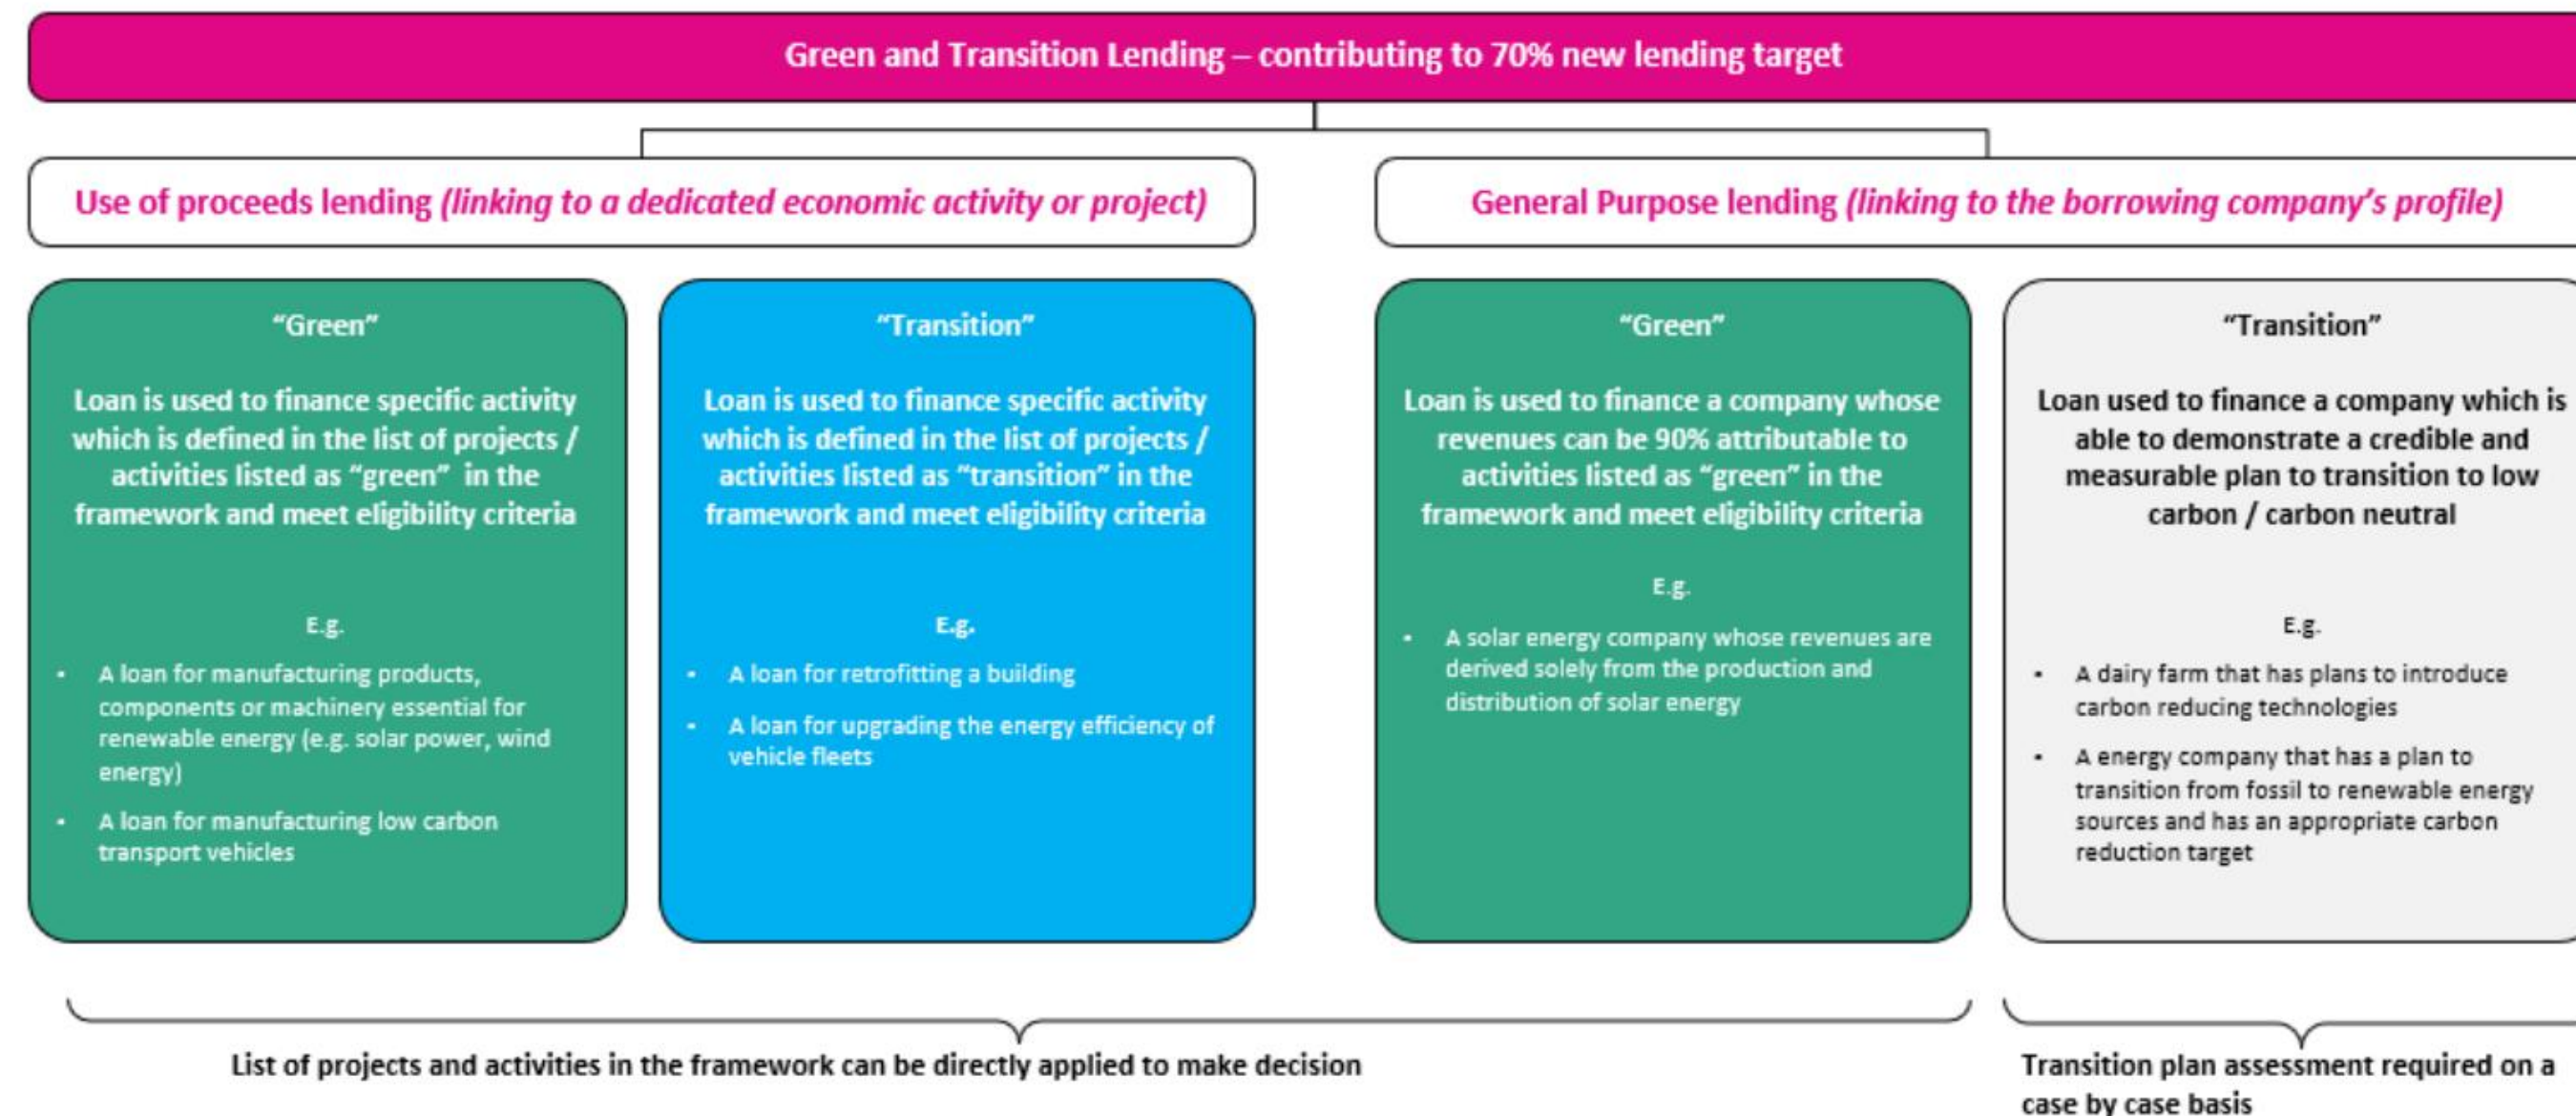 Green and Transition Lending – contributing to 70% new lending target
Use of proceeds lending (linking to a dedicated economic activity or project)
General Purpose lending (linking to the borrowing company’s profile)
“Green”
Loan is used to finance specific activity
which is defined in the list of projects /
activities listed as “green” in the
framework and meet eligibility criteria
E.g.
• A loan for manufacturing products,
components or machinery essential for
renewable energy (e.g. solar power, wind
energy)
• A loan for manufacturing low carbon
transport vehicles
“Transition”
Loan is used to finance specific activity
which is defined in the list of projects /
activities listed as “transition” in the
framework and meet eligibility criteria
E.g.
• A loan for retrofitting a building
• A loan for upgrading the energy efficiency of
vehicle fleets
“Green”
Loan is used to finance a company whose
revenues can be 90% attributable to
activities listed as “green” in the
framework and meet eligibility criteria
E.g.
• A solar energy company whose revenues are
derived solely from the production and
distribution of solar energy
“Transition”
Loan used to finance a company which is
able to demonstrate a credible and
measurable plan to transition to low
carbon / carbon neutral
E.g.
• A dairy farm that has plans to introduce
carbon reducing technologies
• A energy company that has a plan to
transition from fossil to renewable energy
sources and has an appropriate carbon
reduction target
List of projects and activities in the framework can be directly applied to make decision
Transition plan assessment required on a
case by case basis